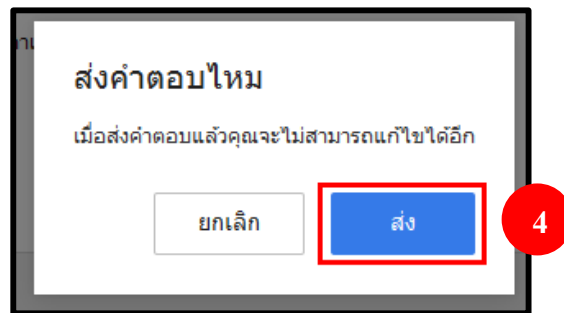 ส่งคำตอบไหม
เมื่อส่งคำตอบแล้วคุณจะไม่สามารถแก้ไขได้อีก
ยกเลิก
ส่ง
4